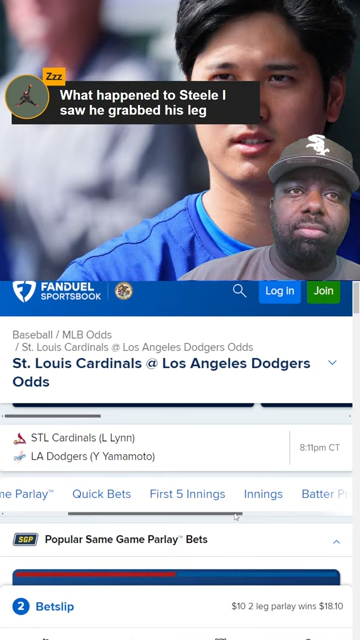 Zzz
What happened to Steele I
saw he grabbed his leg
FANDUEL
SPORTSBOOK
Log in
Join
Baseball / MLB Odds
/ St. Louis Cardinals @ Los Angeles Dodgers Odds
St. Louis Cardinals @ Los Angeles Dodgers
Odds
STL Cardinals (L Lynn)
LA Dodgers (Y Yamamoto)
8:11pm CT
me Parlay™ Quick Bets First 5 Innings Innings Batter Pr
SGP Popular Same Game Parlay™ Bets
2 Betslip $10 2 leg parlay wins $18.10